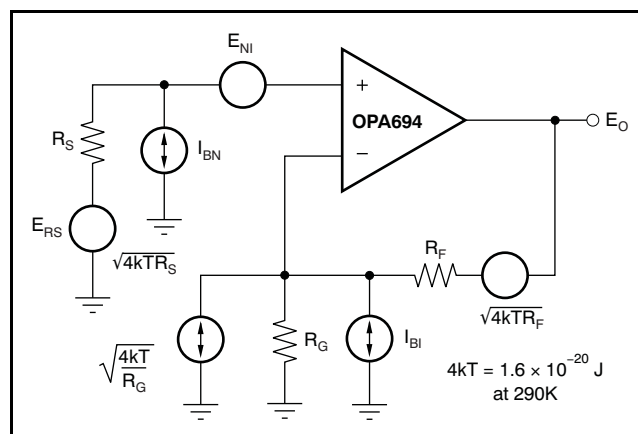 E_NI
+
OPA694
−
E_O
R_S
I_BN
E_RS
√4kTR_S
R_F
√4kTR_F
√4kT/R_G
R_G
I_BI
4kT = 1.6 × 10^−20 J
at 290K